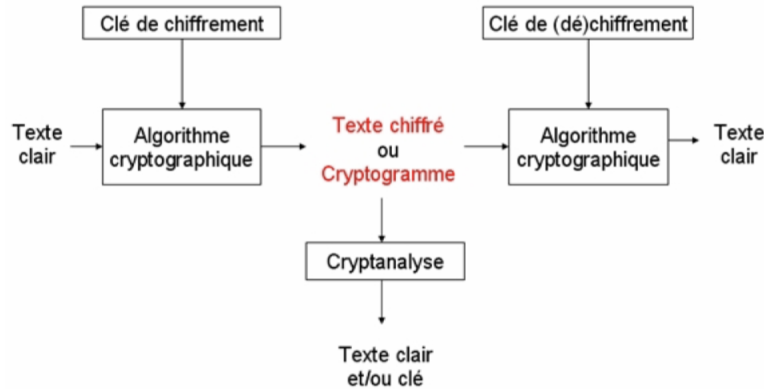 Clé de chiffrement
Clé de (dé)chiffrement
Texte
clair
Algorithme
cryptographique
Texte chiffré
ou
Cryptogramme
Algorithme
cryptographique
Texte
clair
Cryptanalyse
Texte clair
et/ou clé